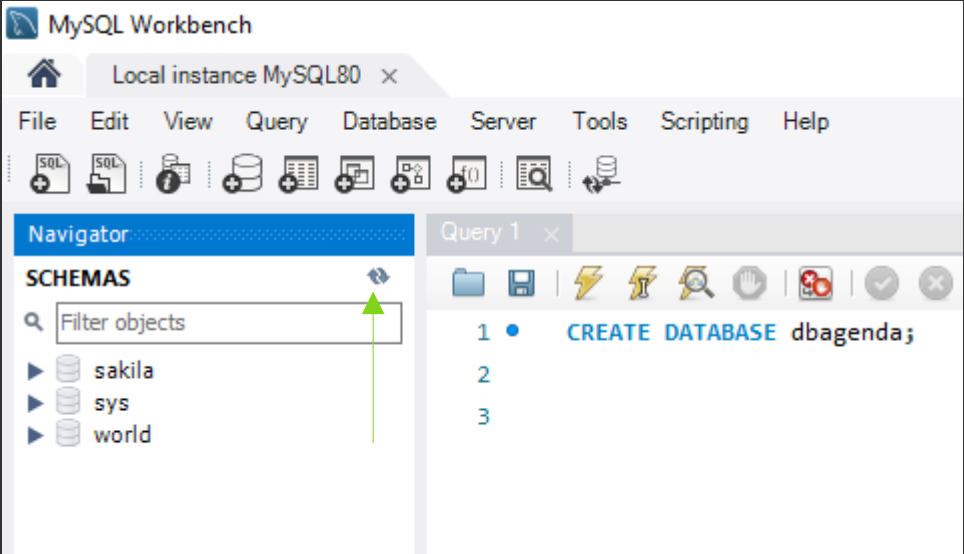 MySQL Workbench
Local instance MySQL80
File Edit View Query Database Server Tools Scripting Help
SQL SQL f()
Navigator
Query 1
SCHEMAS
Filter objects
1 CREATE DATABASE dbagenda;
2
3
sakila
sys
world